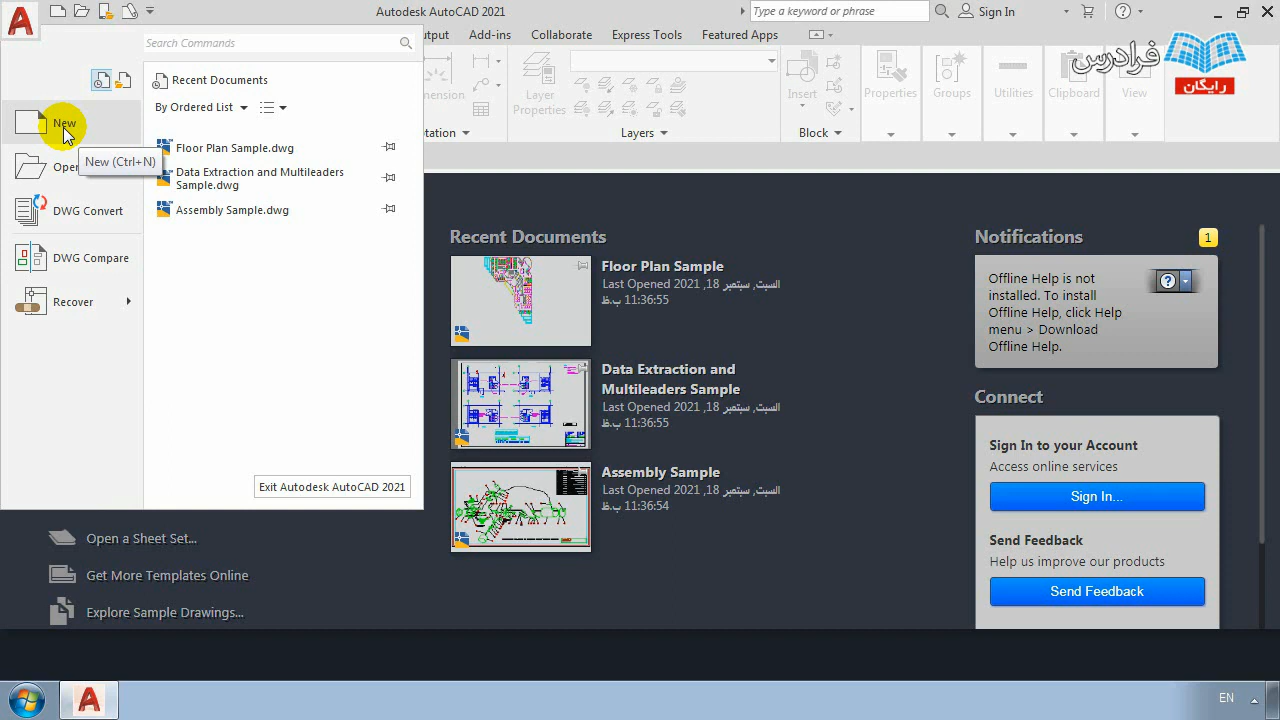 Autodesk AutoCAD 2021
Type a keyword or phrase
Sign In
Search Commands
utput
Add-ins
Collaborate
Express Tools
Featured Apps
فرادرس
رایگان
Recent Documents
By Ordered List
New
New (Ctrl+N)
Open
DWG Convert
DWG Compare
Recover
Floor Plan Sample.dwg
Data Extraction and Multileaders
Sample.dwg
Assembly Sample.dwg
Exit Autodesk AutoCAD 2021
mension
Layer
Properties
Insert
Properties
Groups
Utilities
Clipboard
View
tation
Layers
Block
Recent Documents
Floor Plan Sample
Last Opened السبت, سبتمبر 18, 2021
11:36:55 ب.ظ
Data Extraction and
Multileaders Sample
Last Opened السبت, سبتمبر 18, 2021
11:36:55 ب.ظ
Assembly Sample
Last Opened السبت, سبتمبر 18, 2021
11:36:54 ب.ظ
Notifications
1
Offline Help is not
installed. To install
Offline Help, click Help
menu > Download
Offline Help.
Connect
Sign In to your Account
Access online services
Sign In...
Send Feedback
Help us improve our products
Send Feedback
Open a Sheet Set...
Get More Templates Online
Explore Sample Drawings...
EN